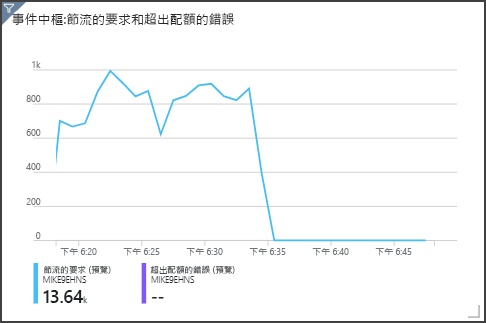 事件中樞:節流的要求和超出配額的錯誤
1k
800
600
400
200
0
下午 6:20 下午 6:25 下午 6:30 下午 6:35 下午 6:40 下午 6:45
節流的要求 (預覽) 超出配額的錯誤 (預覽)
MIKE9EHNS MIKE9EHNS
13.64k --